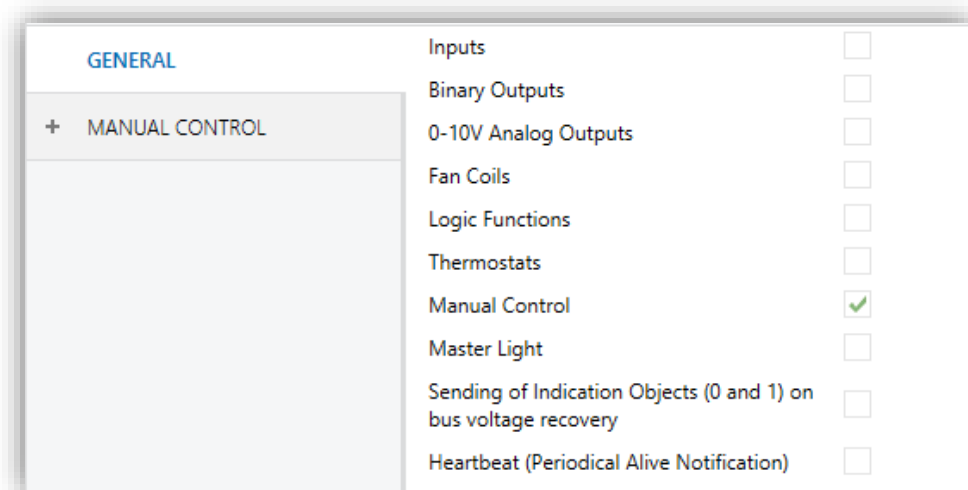 GENERAL
+ MANUAL CONTROL
Inputs
Binary Outputs
0-10V Analog Outputs
Fan Coils
Logic Functions
Thermostats
Manual Control
Master Light
Sending of Indication Objects (0 and 1) on
bus voltage recovery
Heartbeat (Periodical Alive Notification)